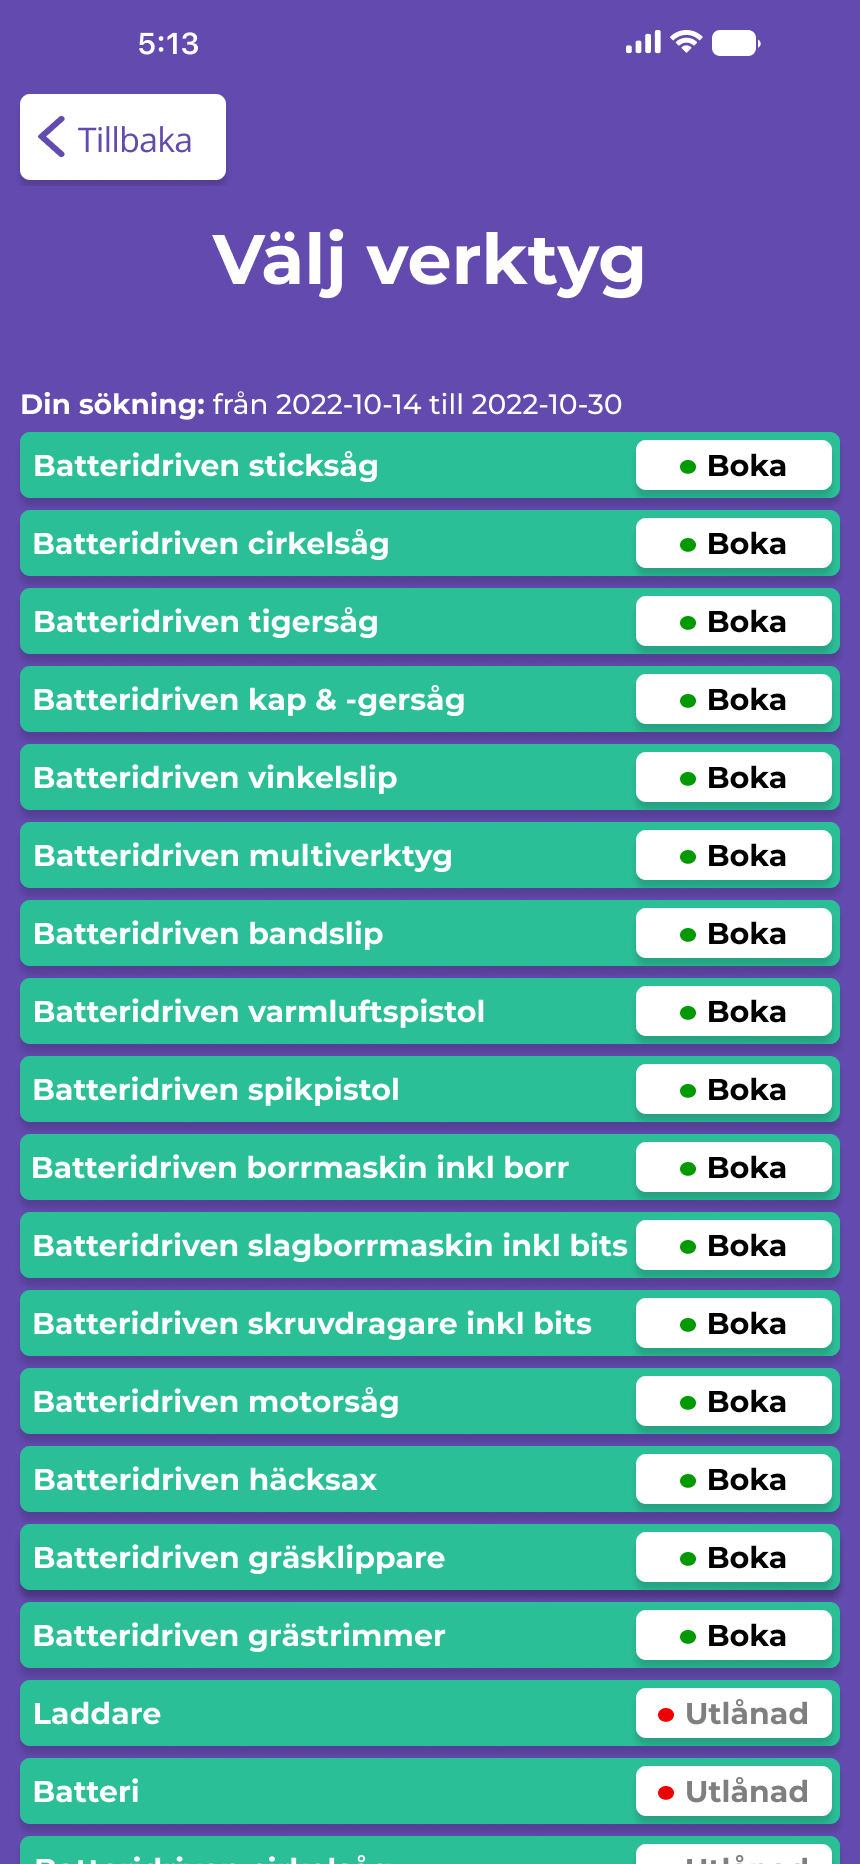 5:13
Tillbaka
Välj verktyg
Din sökning: från 2022-10-14 till 2022-10-30
Batteridriven sticksåg Boka
Batteridriven cirkelsåg Boka
Batteridriven tigersåg Boka
Batteridriven kap & -gersåg Boka
Batteridriven vinkelslip Boka
Batteridriven multiverktyg Boka
Batteridriven bandslip Boka
Batteridriven varmluftspistol Boka
Batteridriven spikpistol Boka
Batteridriven borrmaskin inkl borr Boka
Batteridriven slagborrmaskin inkl bits Boka
Batteridriven skruvdragare inkl bits Boka
Batteridriven motorsåg Boka
Batteridriven häcksax Boka
Batteridriven gräsklippare Boka
Batteridriven grästrimmer Boka
Laddare Utlånad
Batteri Utlånad
Batteridriven cirkelsåg Utlånad